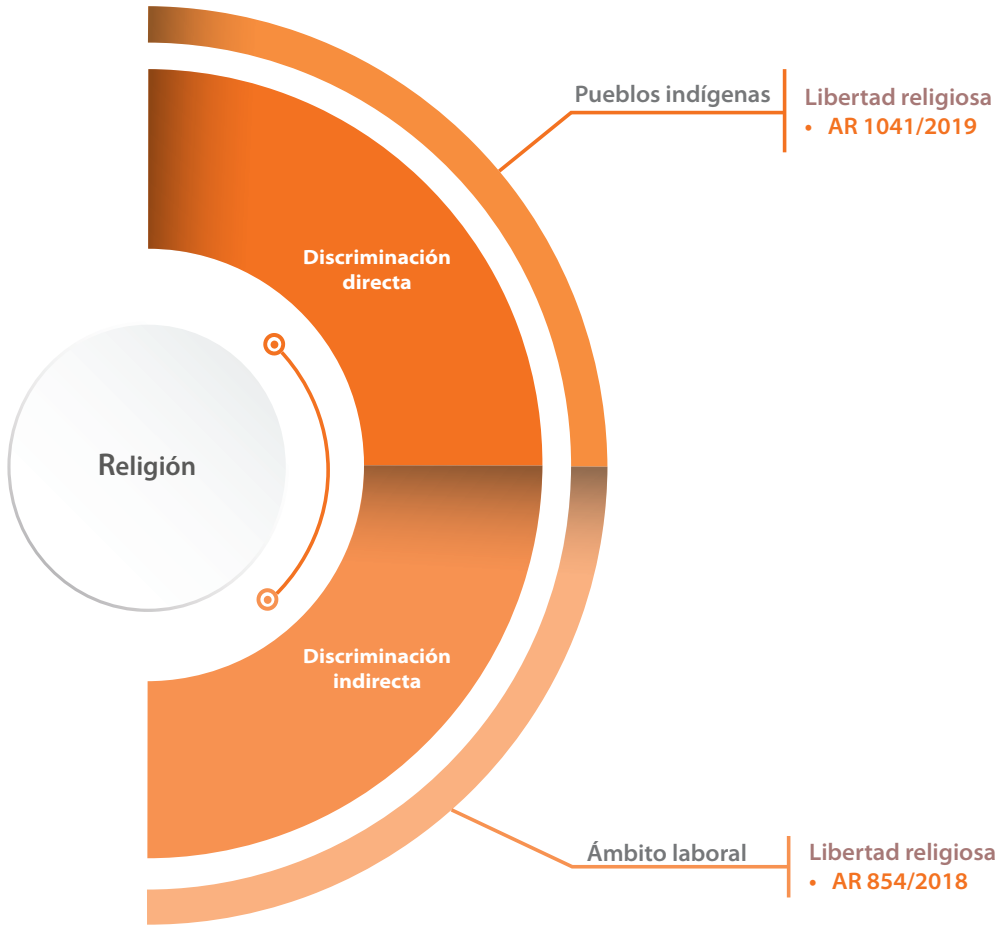 Pueblos indígenas
Libertad religiosa
• AR 1041/2019
Discriminación
directa
Religión
Discriminación
indirecta
Ámbito laboral
Libertad religiosa
• AR 854/2018